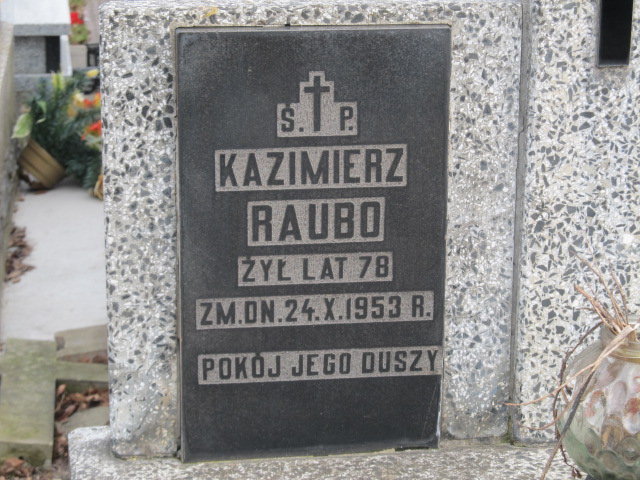 Ś. P.
KAZIMIERZ
RAUBO
ŻYŁ LAT 78
ZM.DN.24.X.1953 R.
POKÓJ JEGO DUSZY